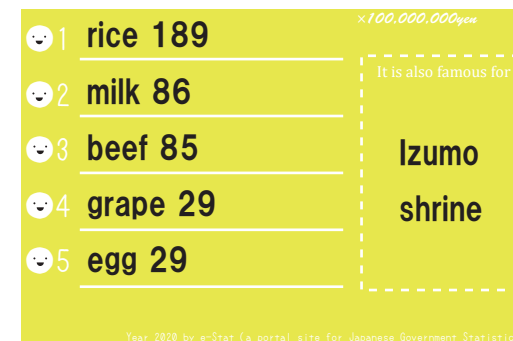 ×100,000,000yen
1 rice 189
2 milk 86
3 beef 85
4 grape 29
5 egg 29
It is also famous for
Izumo
shrine
Year 2020 by e-Stat (a portal site for Japanese Government Statistic